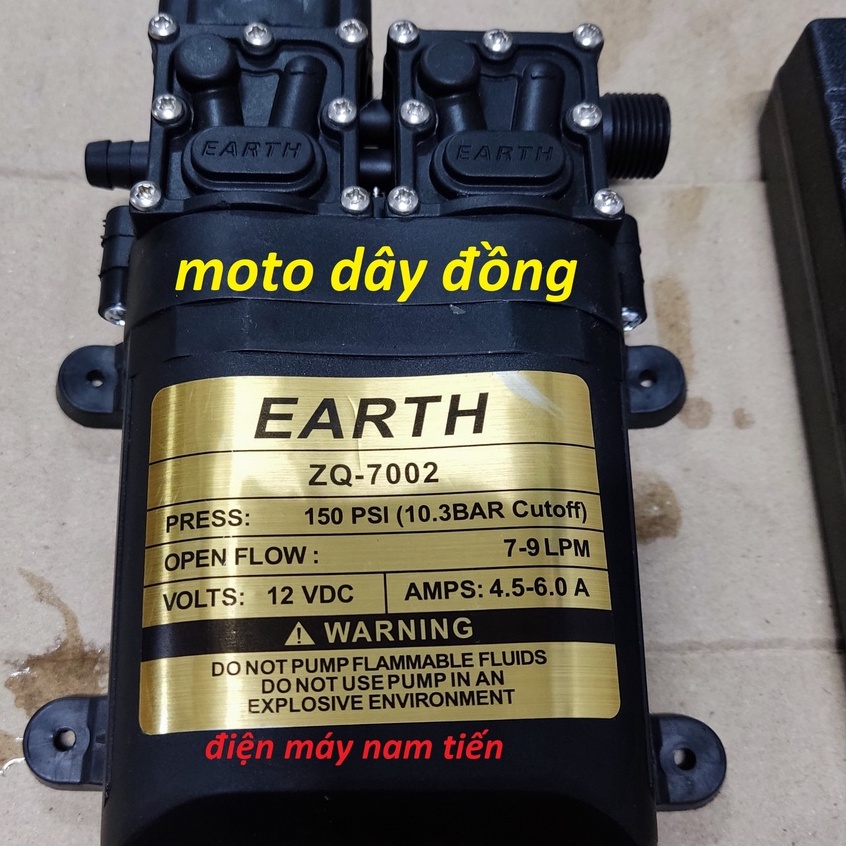 EARTH EARTH
moto dây đồng
EARTH
ZQ-7002
PRESS: 150 PSI (10.3BAR Cutoff)
OPEN FLOW : 7-9 LPM
VOLTS: 12 VDC AMPS: 4.5-6.0 A
⚠ WARNING
DO NOT PUMP FLAMMABLE FLUIDS
DO NOT USE PUMP IN AN
EXPLOSIVE ENVIRONMENT
điện máy nam tiến